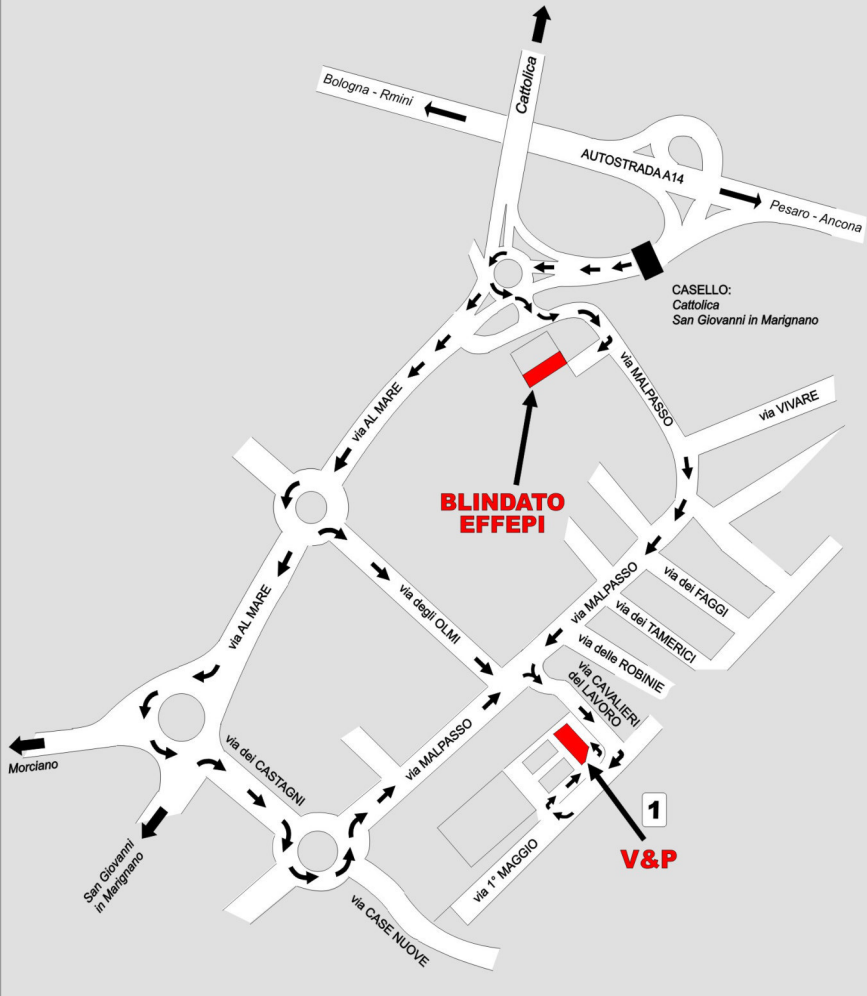 Cattolica
Bologna - Rmini
AUTOSTRADA A14
Pesaro - Ancona
CASELLO:
Cattolica
San Giovanni in Marignano
via MALPASSO
via AL MARE
via VIVARE
BLINDATO
EFFEPI
via MALPASSO
via dei FAGGI
via dei TAMERICI
via delle ROBINIE
via degli OLMI
via AL MARE
via CAVALIERI
del LAVORO
via MALPASSO
via dei CASTAGNI
Morciano
San Giovanni
in Marignano
1
V&P
via 1° MAGGIO
via CASE NUOVE